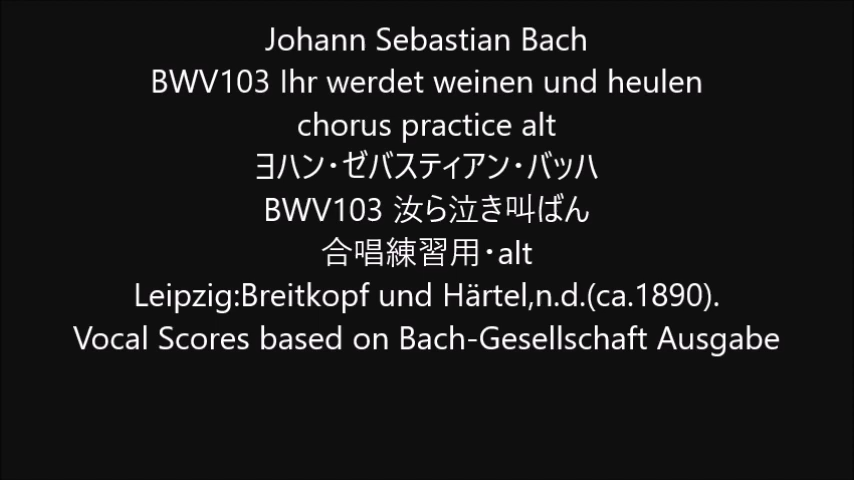 Johann Sebastian Bach
BWV103 Ihr werdet weinen und heulen
chorus practice alt
ヨハン・ゼバスティアン・バッハ
BWV103 汝ら泣き叫ばん
合唱練習用・alt
Leipzig:Breitkopf und Härtel,n.d.(ca.1890).
Vocal Scores based on Bach-Gesellschaft Ausgabe